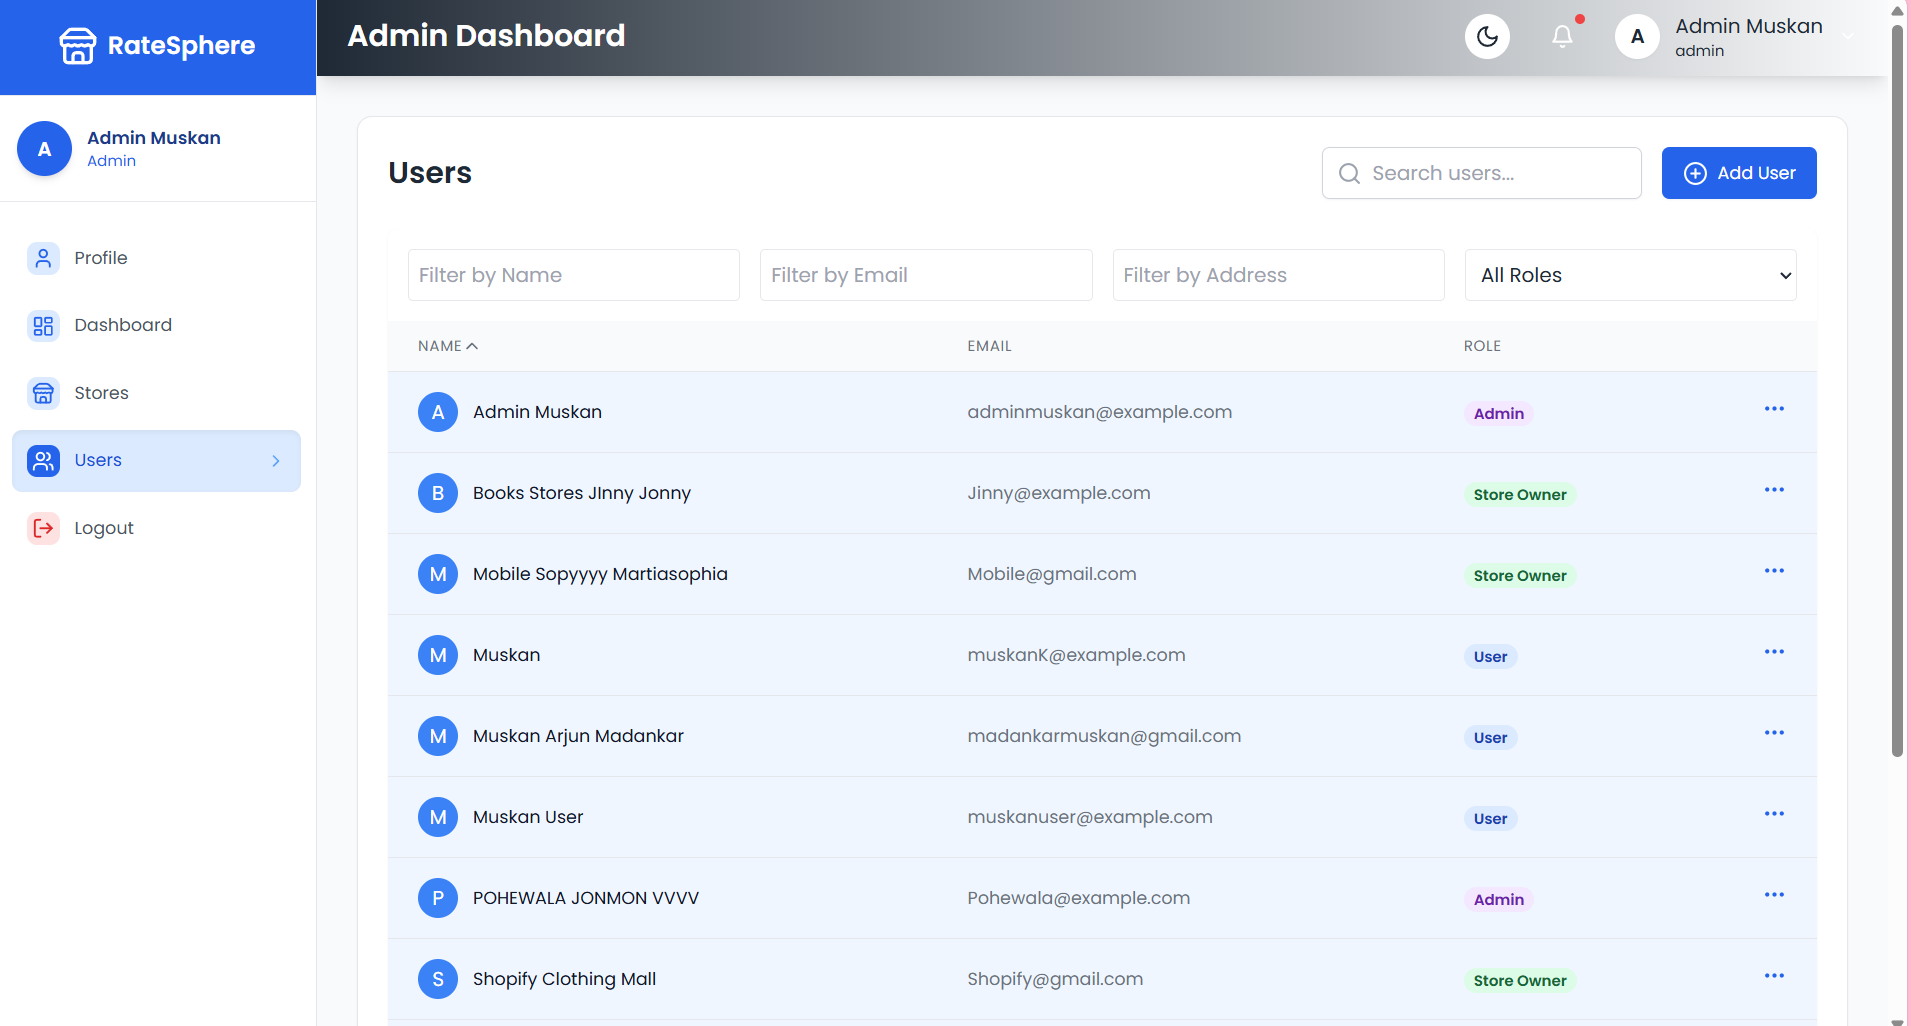 RateSphere
Admin Dashboard
A
Admin Muskan
admin
A
Admin Muskan
Admin
Profile
Dashboard
Stores
Users
Logout
Users
Search users...
Add User
Filter by Name
Filter by Email
Filter by Address
All Roles
NAME EMAIL ROLE
A Admin Muskan adminmuskan@example.com Admin
B Books Stores JInny Jonny Jinny@example.com Store Owner
M Mobile Sopyyyy Martiasophia Mobile@gmail.com Store Owner
M Muskan muskanK@example.com User
M Muskan Arjun Madankar madankarmuskan@gmail.com User
M Muskan User muskanuser@example.com User
P POHEWALA JONMON VVVV Pohewala@example.com Admin
S Shopify Clothing Mall Shopify@gmail.com Store Owner